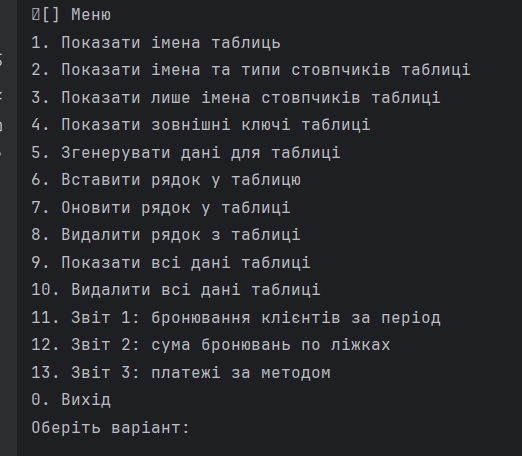 [] Меню
1. Показати імена таблиць
2. Показати імена та типи стовпчиків таблиці
3. Показати лише імена стовпчиків таблиці
4. Показати зовнішні ключі таблиці
5. Згенерувати дані для таблиці
6. Вставити рядок у таблицю
7. Оновити рядок у таблиці
8. Видалити рядок з таблиці
9. Показати всі дані таблиці
10. Видалити всі дані таблиці
11. Звіт 1: бронювання клієнтів за період
12. Звіт 2: сума бронювань по ліжках
13. Звіт 3: платежі за методом
0. Вихід
Оберіть варіант: